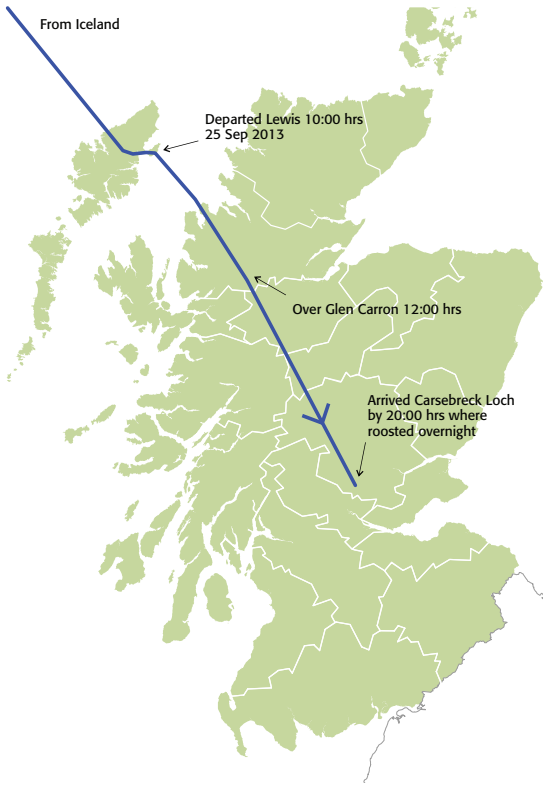 From Iceland
Departed Lewis 10:00 hrs
25 Sep 2013
Over Glen Carron 12:00 hrs
Arrived Carsebreck Loch
by 20:00 hrs where
roosted overnight